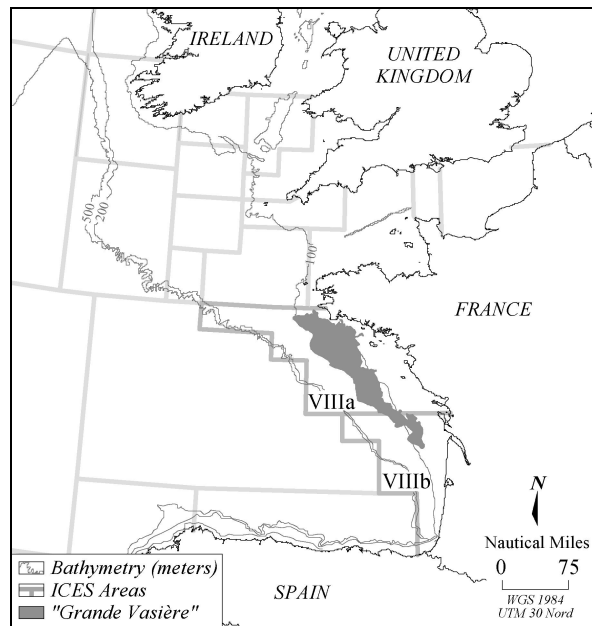 IRELAND
UNITED
KINGDOM
500
200
100
FRANCE
VIIIa
VIIIb
N
Nautical Miles
0 75
WGS 1984
UTM 30 Nord
SPAIN
Bathymetry (meters)
ICES Areas
"Grande Vasière"